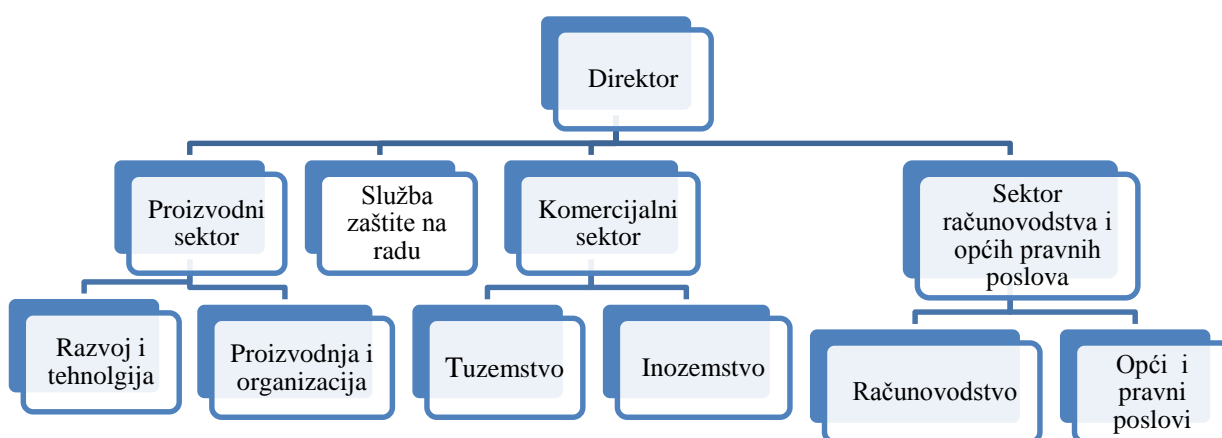 Direktor
Proizvodni
sektor
Služba
zaštite na
radu
Komercijalni
sektor
Sektor
računovodstva i
općih pravnih
poslova
Razvoj i
tehnolgija
Proizvodnja i
organizacija
Tuzemstvo
Inozemstvo
Računovodstvo
Opći i
pravni
poslovi